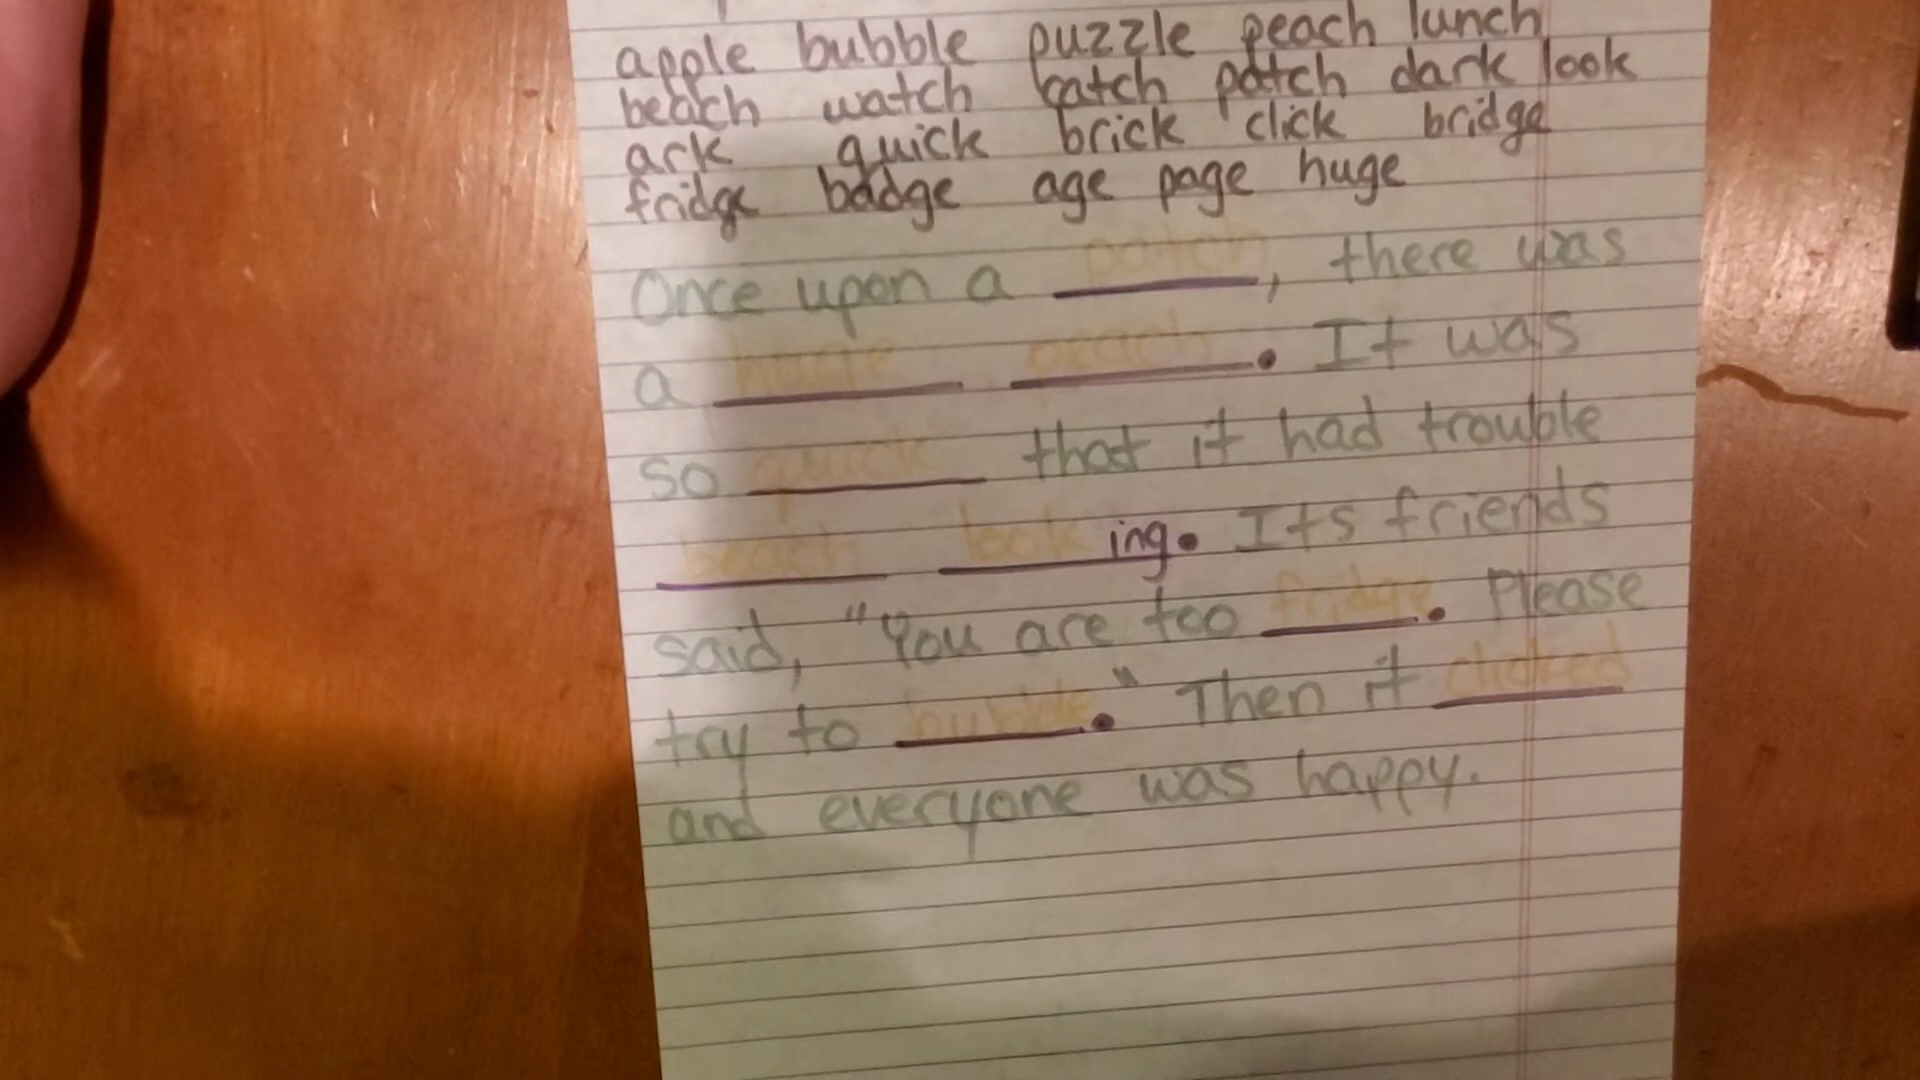 apple bubble puzzle peach lunch
beach watch catch patch dark look
ark quick brick click bridge
fridge badge age page huge
Once upon a patch, there was
a huge peach. It was
so quick that it had trouble
beach looking. Its friends
said, "You are too fridge. Please
try to bubble." Then it clicked
and everyone was happy.